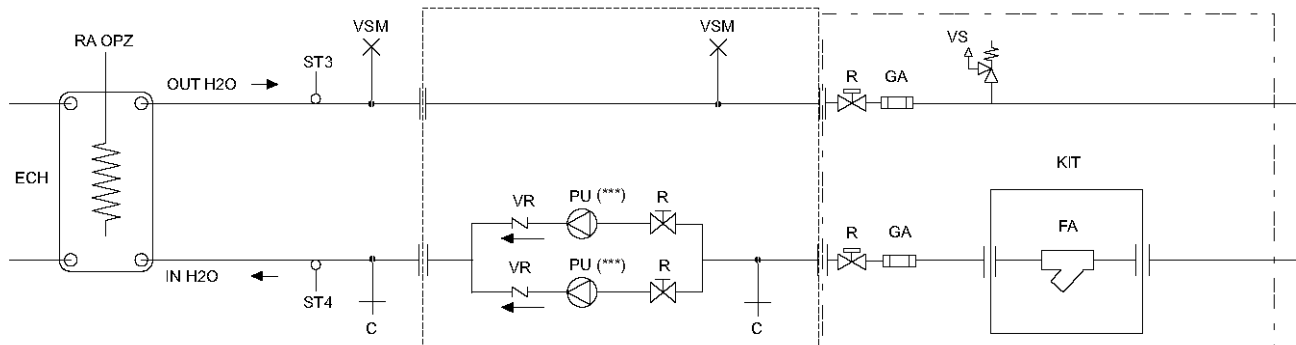 VSM
VSM
VS
RA OPZ
ST3
OUT H2O
R
GA
KIT
ECH
VR
PU (***)
R
FA
R
GA
VR
PU (***)
R
IN H2O
ST4
C
C